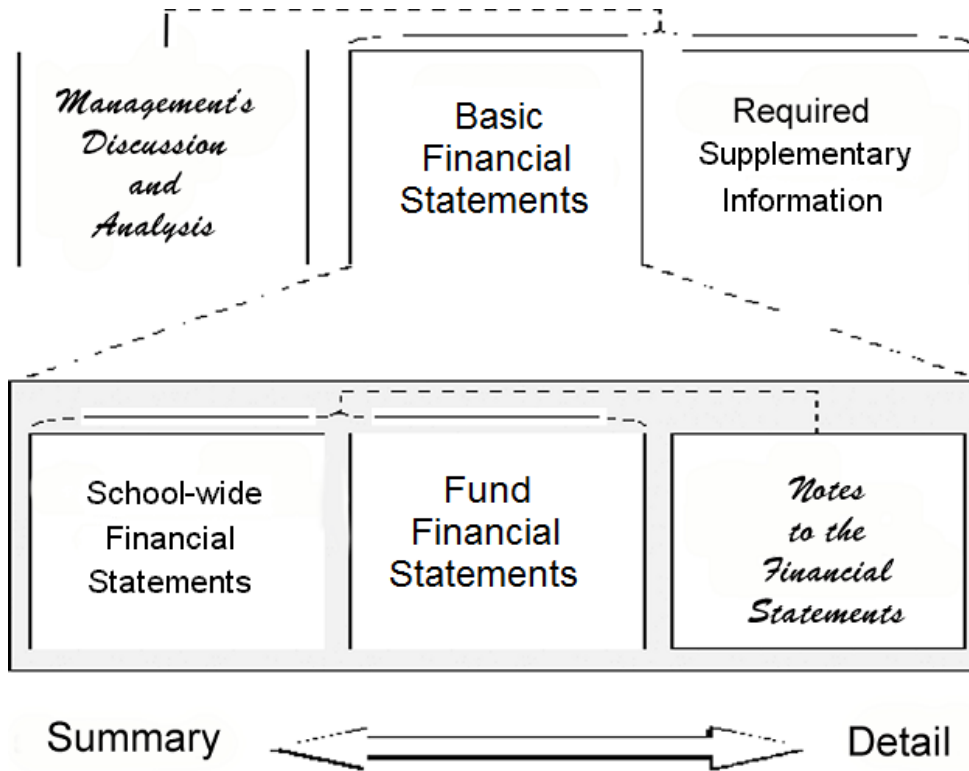 Management's
Discussion
and
Analysis
Basic
Financial
Statements
Required
Supplementary
Information
School-wide
Financial
Statements
Fund
Financial
Statements
Notes
to the
Financial
Statements
Summary
Detail